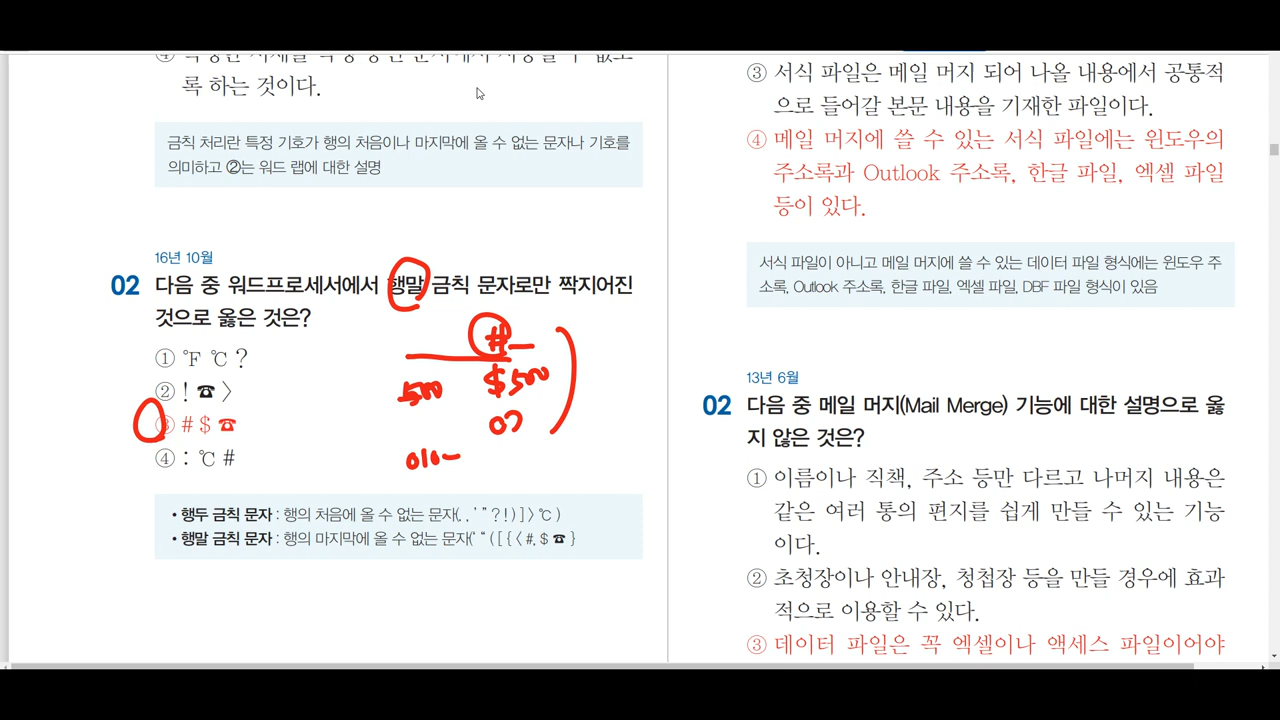 록 하는 것이다.
금칙 처리란 특정 기호가 행의 처음이나 마지막에 올 수 없는 문자나 기호를
의미하고 ②는 워드 랩에 대한 설명
16년 10월
02 다음 중 워드프로세서에서 행말 금칙 문자로만 짝지어진
것으로 옳은 것은?
① ℉ ℃ ?
② ! ☎ 〉
③ # $ ☎
④ : ℃ #
#
500 $500
010-
• 행두 금칙 문자 : 행의 처음에 올 수 없는 문자(. , ' " ? ! ) ] 〉 ℃ )
• 행말 금칙 문자 : 행의 마지막에 올 수 없는 문자(' " ( [ { 〈 #, $ ☎ }
③ 서식 파일은 메일 머지 되어 나올 내용에서 공통적
으로 들어갈 본문 내용을 기재한 파일이다.
④ 메일 머지에 쓸 수 있는 서식 파일에는 윈도우의
주소록과 Outlook 주소록, 한글 파일, 엑셀 파일
등이 있다.
서식 파일이 아니고 메일 머지에 쓸 수 있는 데이터 파일 형식에는 윈도우 주
소록, Outlook 주소록, 한글 파일, 엑셀 파일, DBF 파일 형식이 있음
13년 6월
02 다음 중 메일 머지(Mail Merge) 기능에 대한 설명으로 옳
지 않은 것은?
① 이름이나 직책, 주소 등만 다르고 나머지 내용은
같은 여러 통의 편지를 쉽게 만들 수 있는 기능
이다.
② 초청장이나 안내장, 청첩장 등을 만들 경우에 효과
적으로 이용할 수 있다.
③ 데이터 파일은 꼭 엑셀이나 액세스 파일이어야